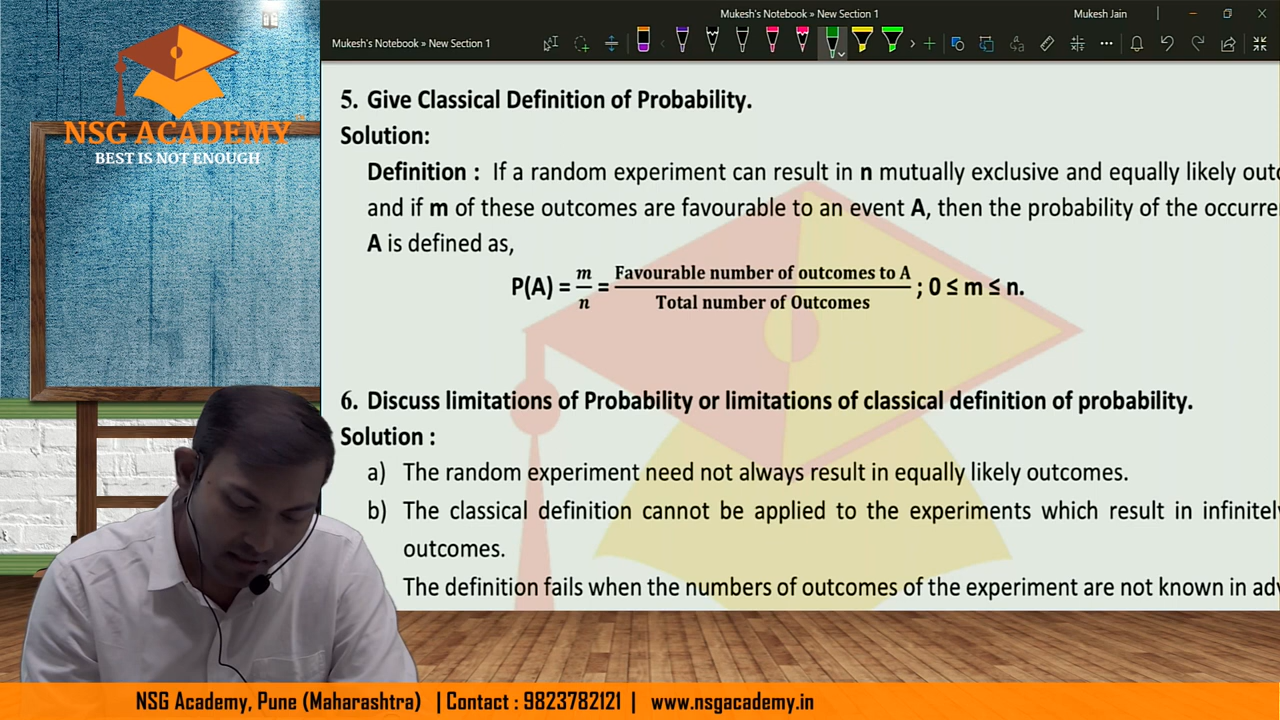 Mukesh's Notebook » New Section 1
Mukesh Jain
Mukesh's Notebook » New Section 1
NSG ACADEMY
BEST IS NOT ENOUGH
5. Give Classical Definition of Probability.
Solution:
Definition : If a random experiment can result in n mutually exclusive and equally likely
and if m of these outcomes are favourable to an event A, then the probability of the
A is defined as,
P(A) = m/n = Favourable number of outcomes to A / Total number of Outcomes ; 0 ≤ m ≤ n.
6. Discuss limitations of Probability or limitations of classical definition of probability.
Solution :
a) The random experiment need not always result in equally likely outcomes.
b) The classical definition cannot be applied to the experiments which result in
outcomes.
The definition fails when the numbers of outcomes of the experiment are not known in
NSG Academy, Pune (Maharashtra) | Contact : 9823782121 | www.nsgacademy.in